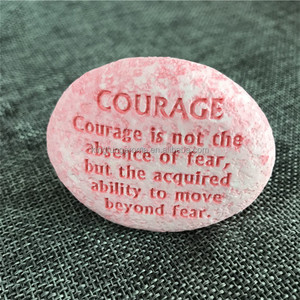 COURAGE
Courage is not the
absence of fear,
but the acquired
ability to move
beyond fear.